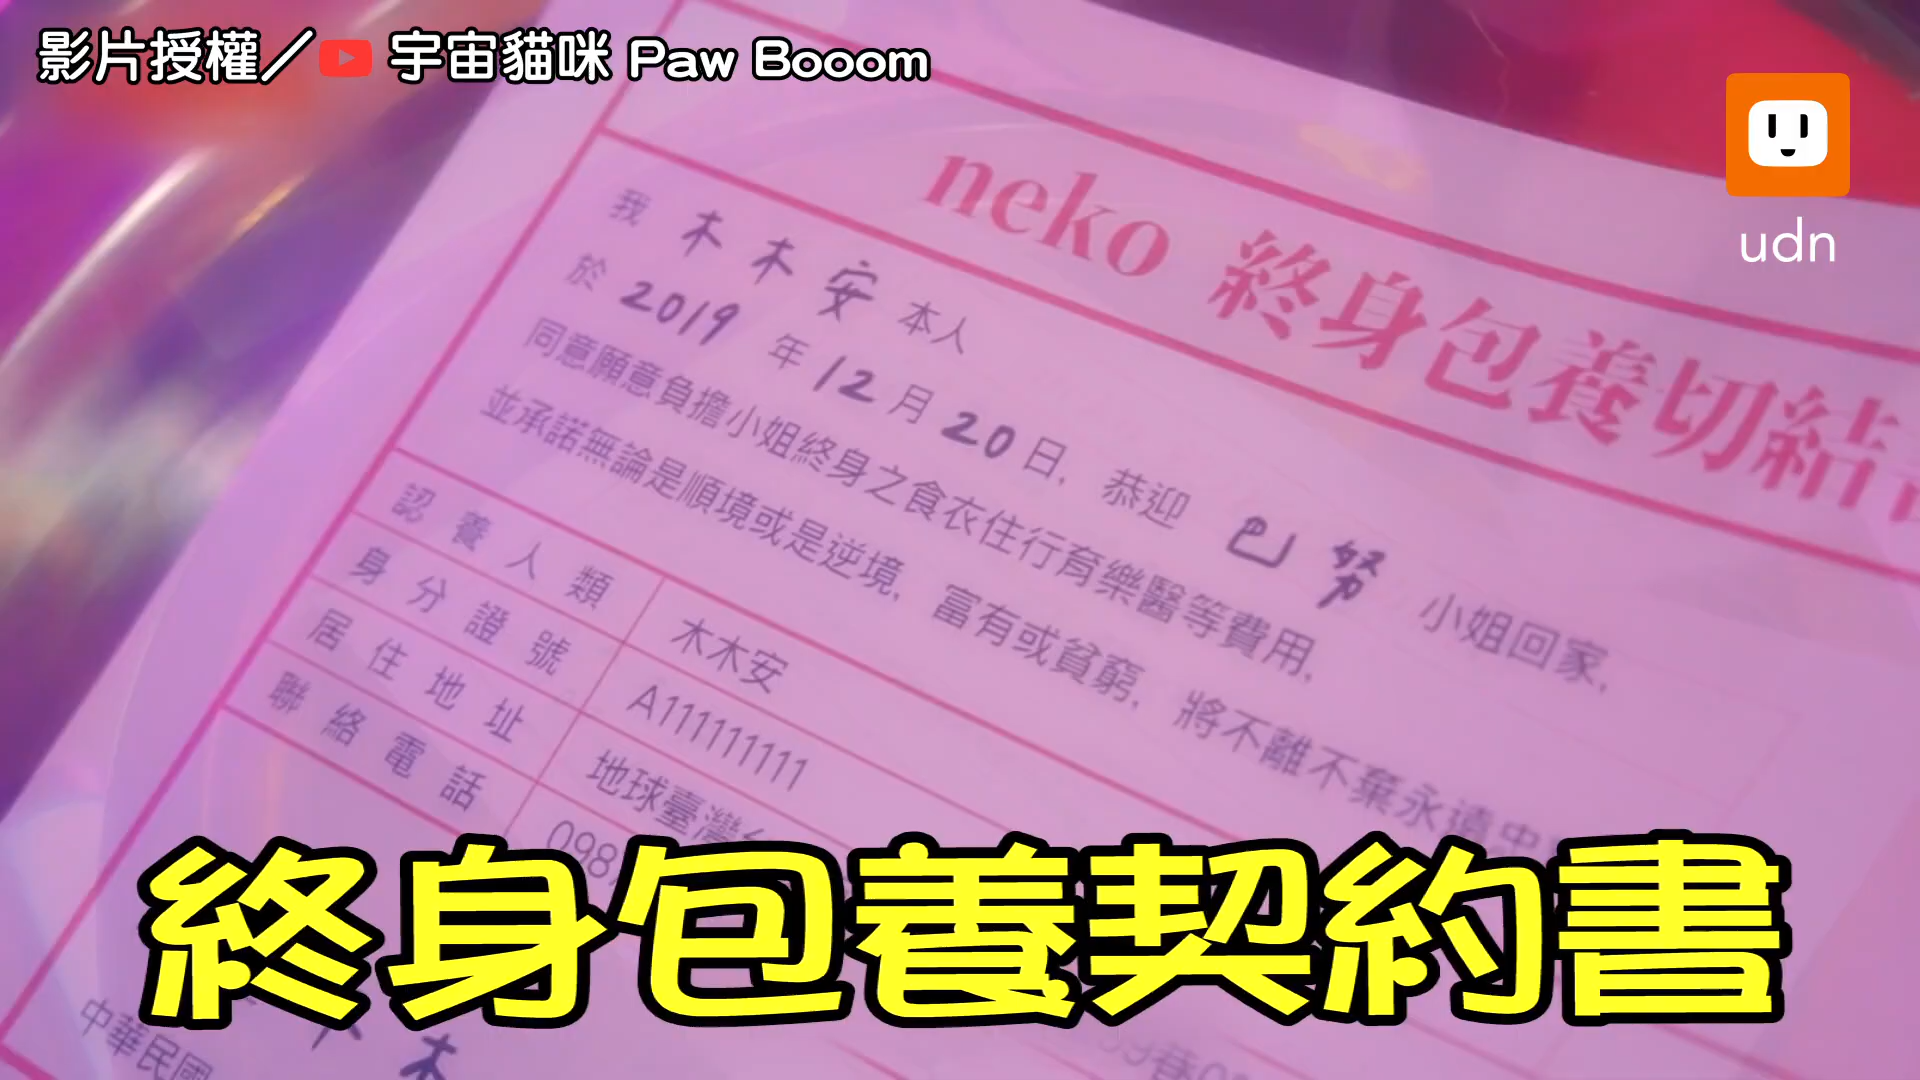 影片授權／宇宙貓咪 Paw Booom
udn
neko 終身包養切結
我 木木安 本人
於 2019 年 12 月 20 日, 恭迎 巴努 小姐回家,
同意願意負擔小姐終身之食衣住行育樂醫等費用,
並承諾無論是順境或是逆境, 富有或貧窮, 將不離不棄永遠忠
認養人類 木木安
身分證號 A111111111
居住地址 地球臺灣
聯絡電話 098
終身包養契約書
中華民國